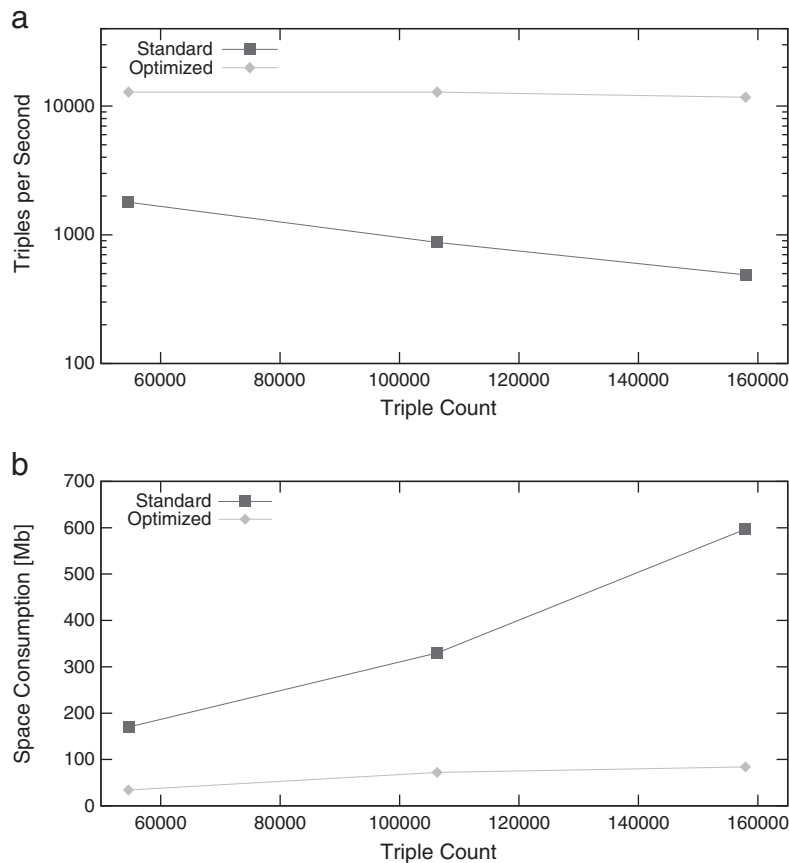 a
Standard
Optimized
10000
1000
100
Triples per Second
60000 80000 100000 120000 140000 160000
Triple Count
b
700
Standard
Optimized
600
500
400
300
200
100
0
Space Consumption [Mb]
60000 80000 100000 120000 140000 160000
Triple Count